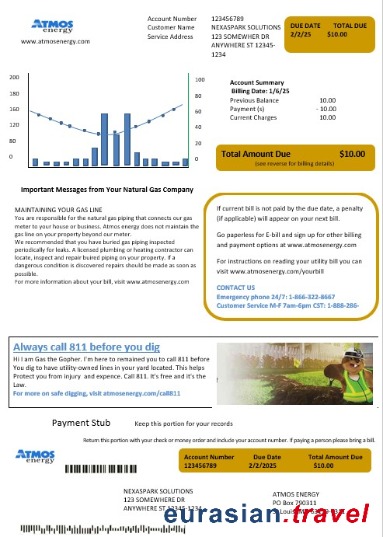 ATMOS
energy
www.atmosenergy.com
Account Number 123456789
Customer Name NEXASPARK SOLUTIONS
Service Address 123 SOMEWHER DR
ANYWHERE ST 12345-
1234
DUE DATE TOTAL DUE
2/2/25 $10.00
200
160
120
80
0
100
80
60
40
20
0
Account Summary
Billing Date: 1/6/25
Previous Balance 10.00
Payment (s) - 10.00
Current Charges 10.00
Total Amount Due $10.00
(see reverse for billing details)
Important Messages from Your Natural Gas Company
MAINTAINING YOUR GAS LINE
You are responsible for the natural gas piping that connects our gas
meter to your house or business. Atmos energy does not maintain the
gas line on your property beyond our meter.
We recommended that you have buried gas piping inspected
periodically for leaks. A licensed plumbing or heating contractor can
locate, inspect and repair buired piping on your property. If a
dangerous condition is discovered repairs should be made as soon as
possible.
For more information about your bill, visit www.atmosenergy.com
If current bill is not paid by the due date, a penalty
(if applicable) will appear on your next bill.
Go paperless for E-bill and sign up for other billing
and payment options at www.atmosenergy.com
For instructions on reading your utility bill you can
visit www.atmosenergy.com/yourbill
CONTACT US
Emergency phone 24/7: 1-866-322-8667
Customer Service M-F 7am-6pm CST: 1-888-286-
Always call 811 before you dig
Hi I am Gas the Gopher. I'm here to remained you to call 811 before
You dig to have utility-owned lines in your yard located. This helps
Protect you from injury and expence. Call 811. It's free and it's the
Law.
For more on safe digging, visit atmosenergy.com/call811
Payment Stub Keep this portion for your records
Return this portion with your check or money order and include your account number. If paying a person please bring a bill.
ATMOS
energy
Account Number Due Date Total Amount Due
123456789 2/2/2025 $10.00
NEXASPARK SOLUTIONS
123 SOMEWHERE DR
ANYWHERE ST 12345-1234
ATMOS ENERGY
PO Box 790311
St Louis
eurasian.travel